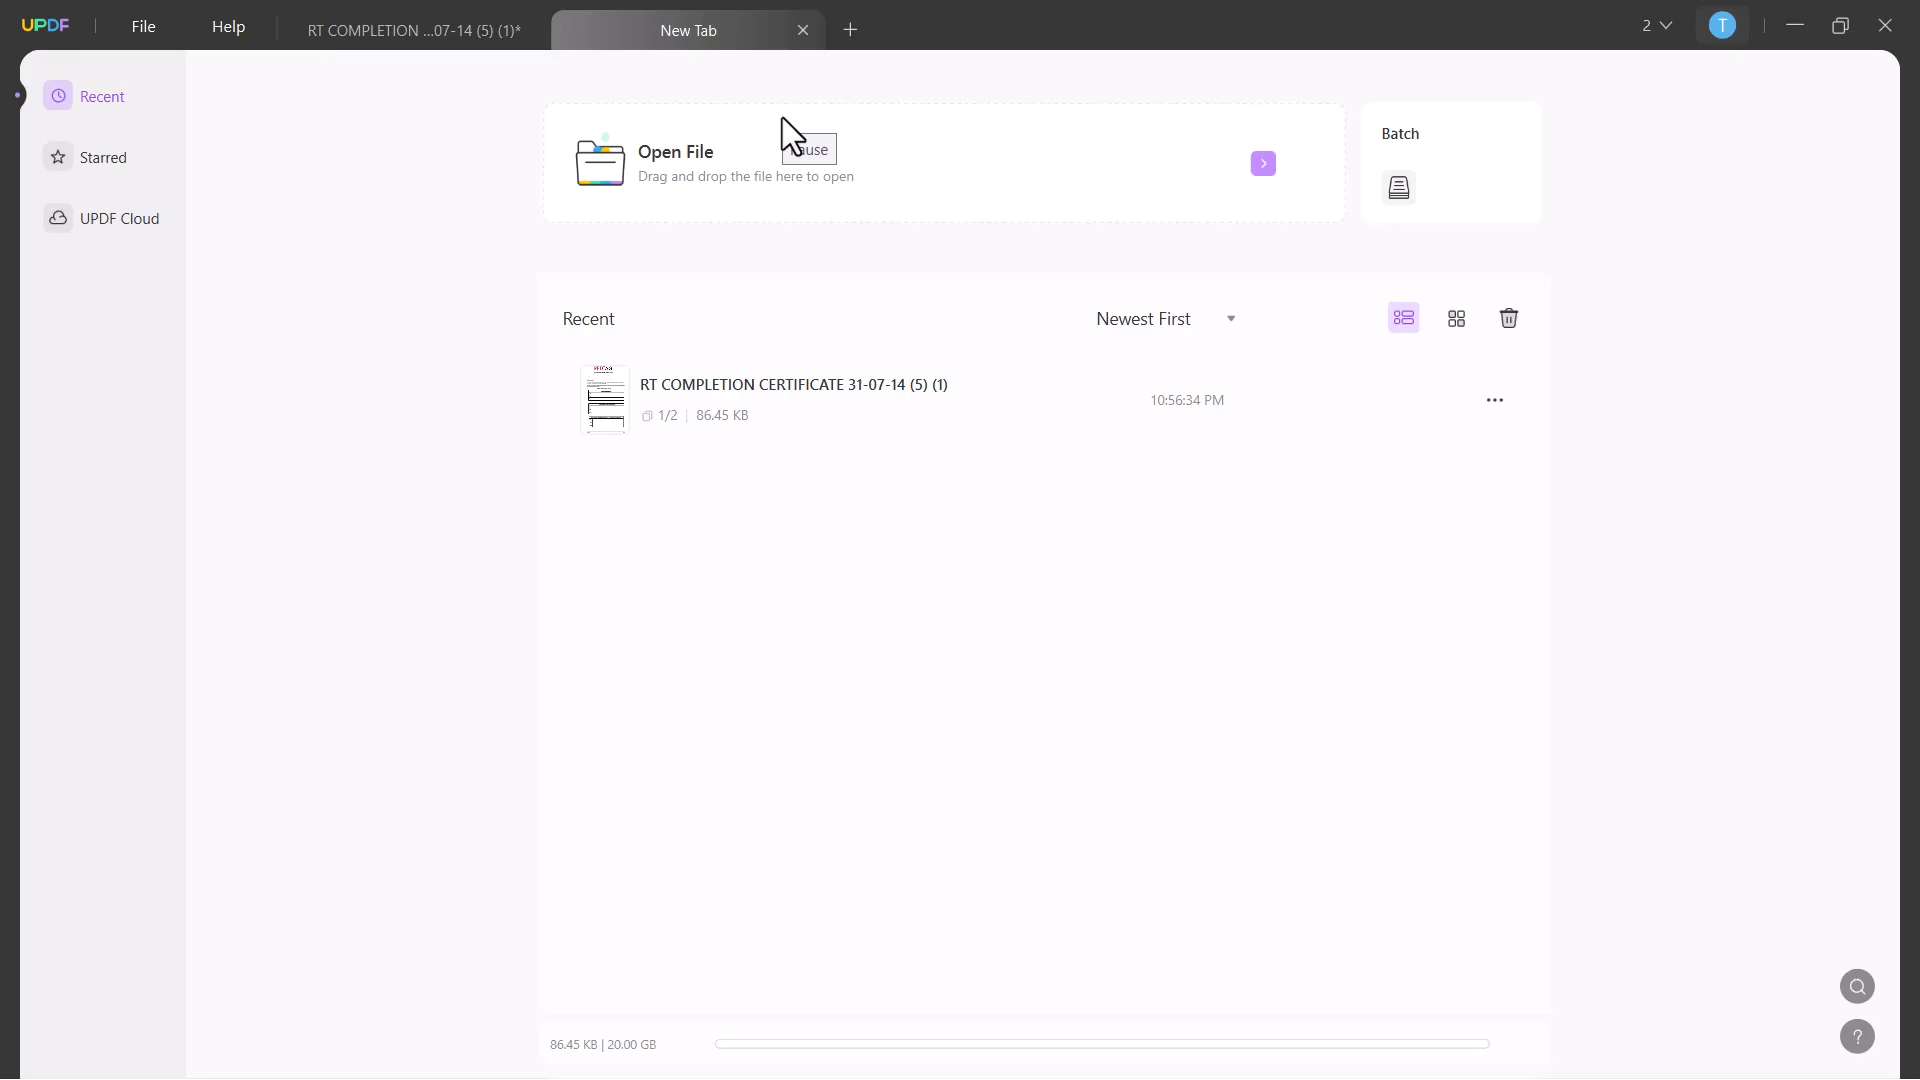 UPDF File Help RT COMPLETION ...07-14 (5) (1)* New Tab 2 T
Recent
Starred
UPDF Cloud
Open File
Drag and drop the file here to open
Batch
Recent Newest First
RT COMPLETION CERTIFICATE 31-07-14 (5) (1)
1/2 | 86.45 KB
10:56:34 PM
86.45 KB | 20.00 GB
?